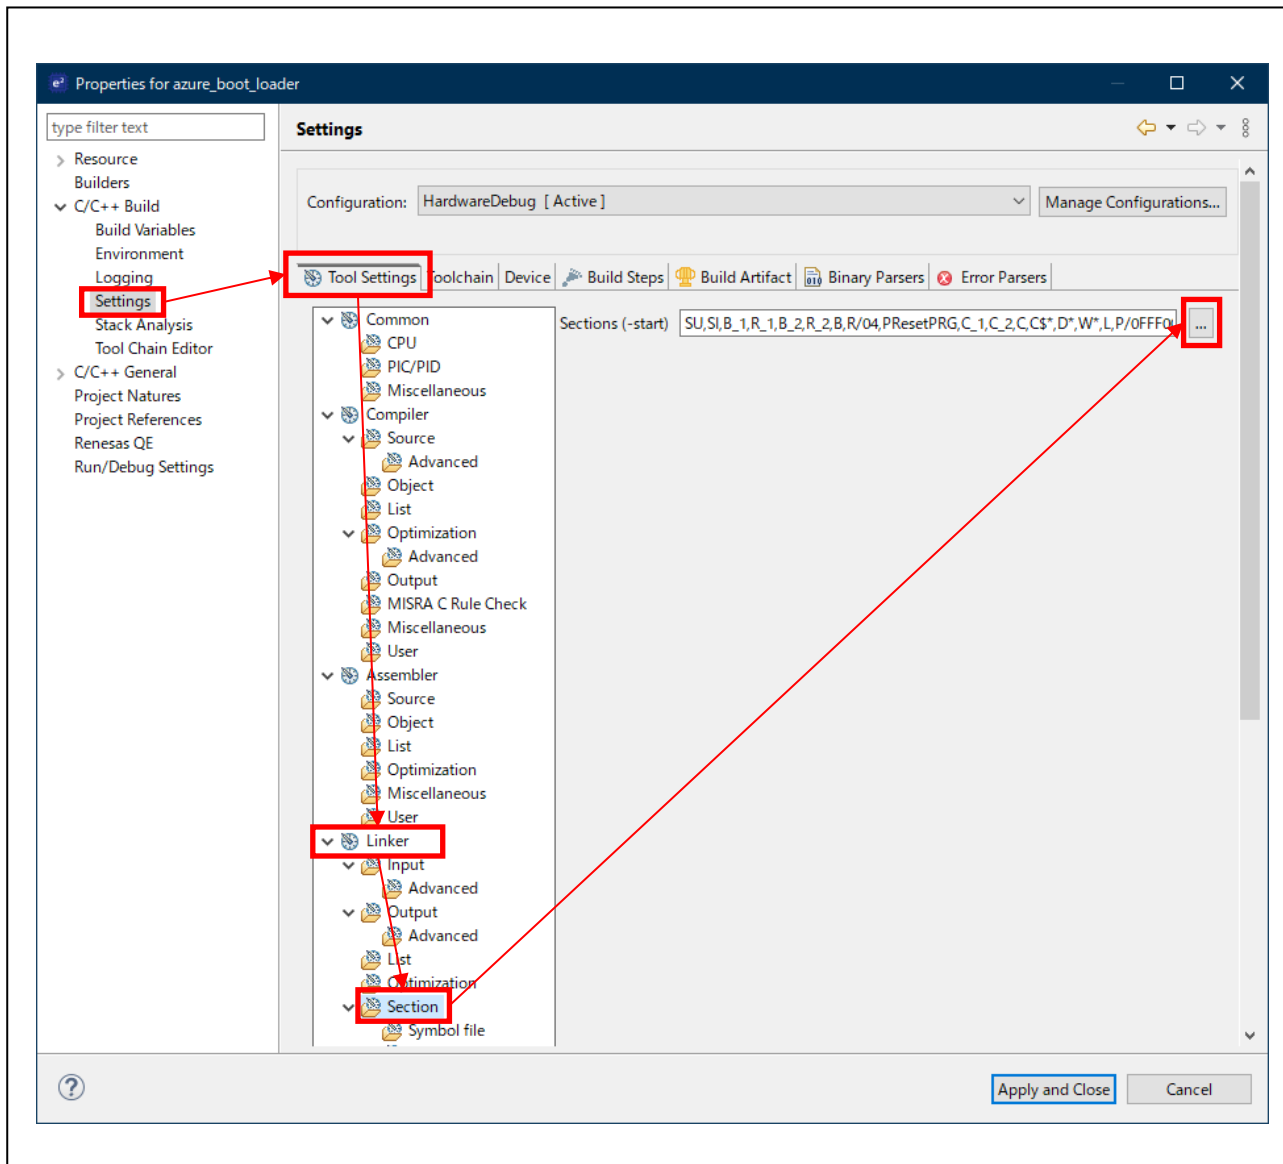 e² Properties for azure_boot_loader
type filter text
Settings
Resource
Builders
C/C++ Build
Build Variables
Environment
Logging
Settings
Stack Analysis
Tool Chain Editor
C/C++ General
Project Natures
Project References
Renesas QE
Run/Debug Settings
Configuration: HardwareDebug [ Active ] Manage Configurations...
Tool Settings Toolchain Device Build Steps Build Artifact Binary Parsers Error Parsers
Common
CPU
PIC/PID
Miscellaneous
Compiler
Source
Advanced
Object
List
Optimization
Advanced
Output
MISRA C Rule Check
Miscellaneous
User
Assembler
Source
Object
List
Optimization
Miscellaneous
User
Linker
Input
Advanced
Output
Advanced
List
Optimization
Section
Symbol file
Sections (-start) SU,SI,B_1,R_1,B_2,R_2,B,R/04,PResetPRG,C_1,C_2,C,C$*,D*,W*,L,P/0FFF0 ...
? Apply and Close Cancel